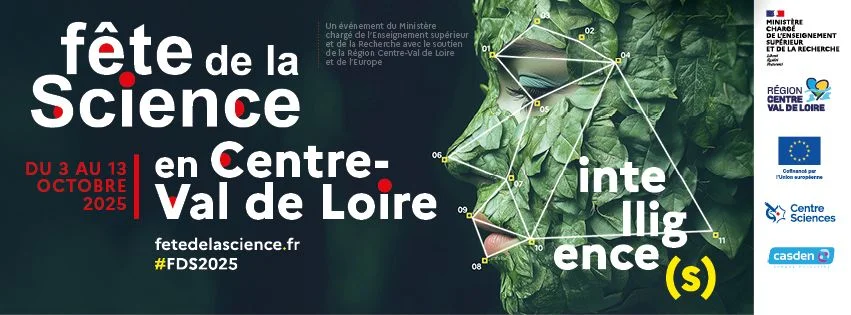 fête de la
Science
en Centre-
Val de Loire
DU 3 AU 13
OCTOBRE
2025
fetedelascience.fr
#FDS2025
Un événement du Ministère
chargé de l'Enseignement supérieur
et de la Recherche avec le soutien
de la Région Centre-Val de Loire
et de l'Europe
01
02
03
04
05
06
07
08
09
10
11
inte
llig
ence
(s)
MINISTÈRE
CHARGÉ
DE L'ENSEIGNEMENT
SUPÉRIEUR
ET DE LA RECHERCHE
Liberté
Égalité
Fraternité
RÉGION
CENTRE
VAL DE LOIRE
Cofinancé par
l'Union européenne
Centre
Sciences
casden